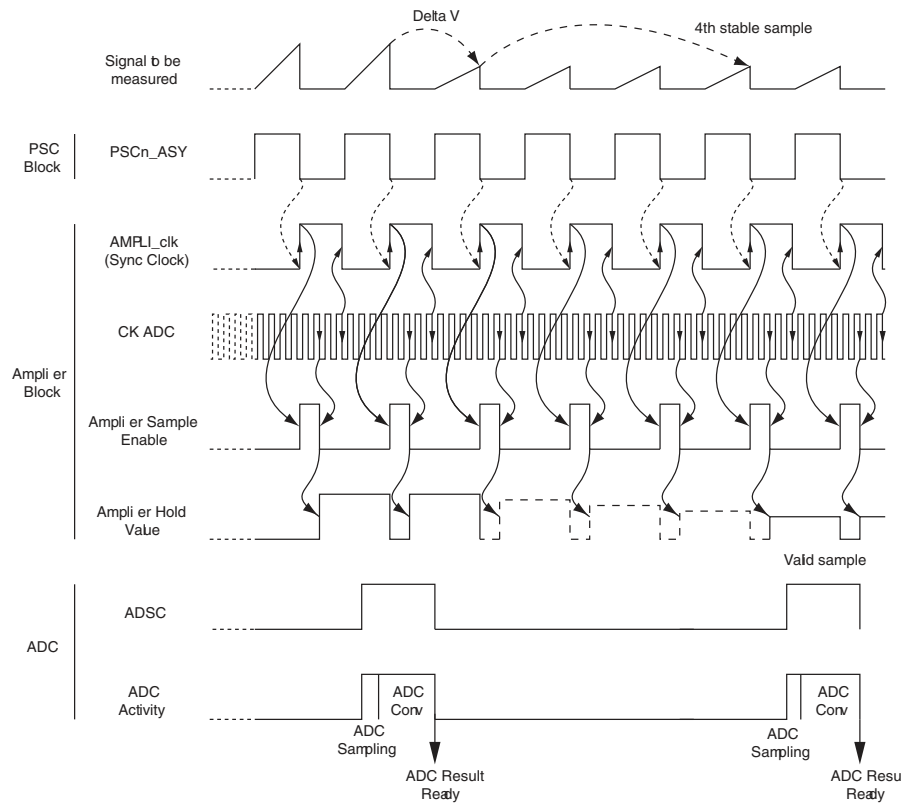 Delta V
4th stable sample
Signal to be
measured
PSC
Block
PSCn_ASY
AMPLI_clk
(Sync Clock)
CK ADC
Ampli er
Block
Ampli er Sample
Enable
Ampli er Hold
Value
Valid sample
ADSC
ADC
ADC
Activity
ADC
Conv
ADC
Conv
ADC
Sampling
ADC
Sampling
ADC Result
Ready
ADC Resu
Ready